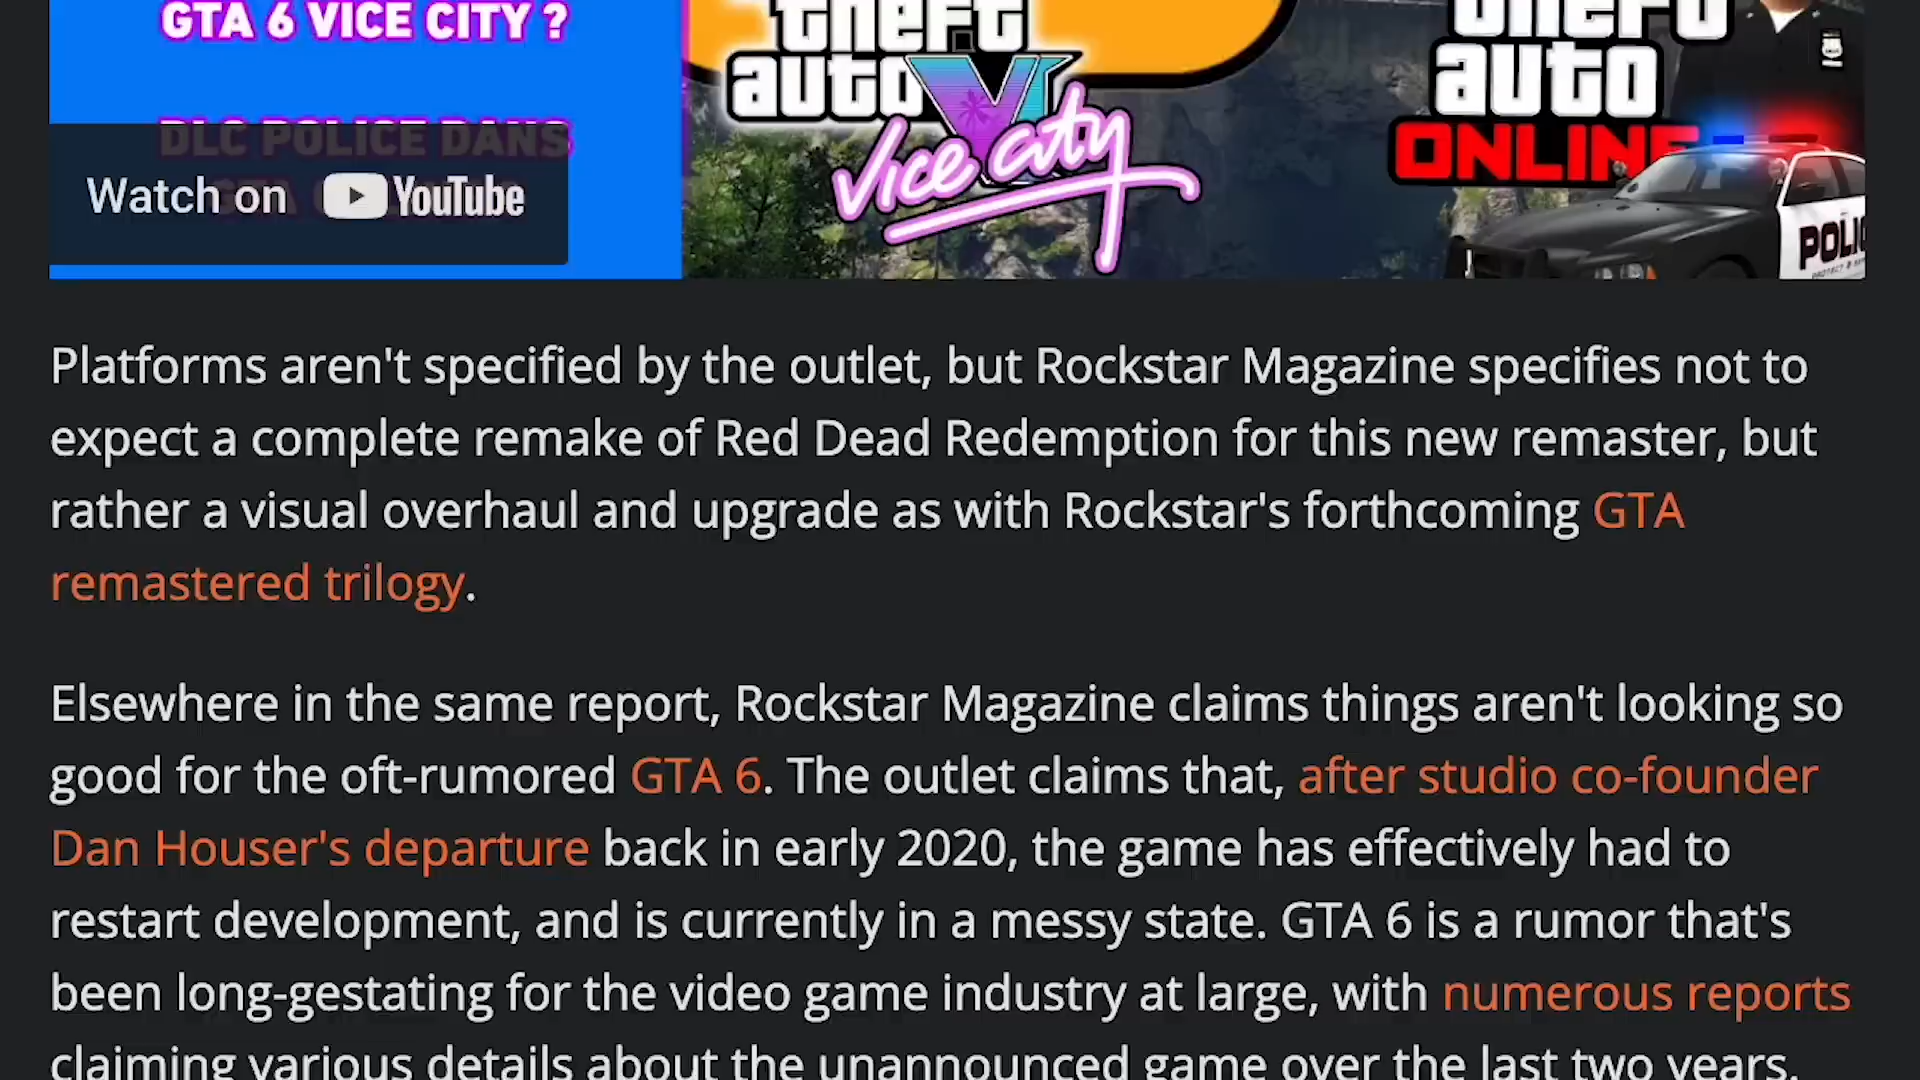 GTA 6 VICE CITY ?
DLC POLICE DANS
Watch on YouTube
theft
auto VI
Vice City
theft
auto
ONLINE
POLIC
Platforms aren't specified by the outlet, but Rockstar Magazine specifies not to
expect a complete remake of Red Dead Redemption for this new remaster, but
rather a visual overhaul and upgrade as with Rockstar's forthcoming GTA
remastered trilogy.
Elsewhere in the same report, Rockstar Magazine claims things aren't looking so
good for the oft-rumored GTA 6. The outlet claims that, after studio co-founder
Dan Houser's departure back in early 2020, the game has effectively had to
restart development, and is currently in a messy state. GTA 6 is a rumor that's
been long-gestating for the video game industry at large, with numerous reports
claiming various details about the unannounced game over the last two years.